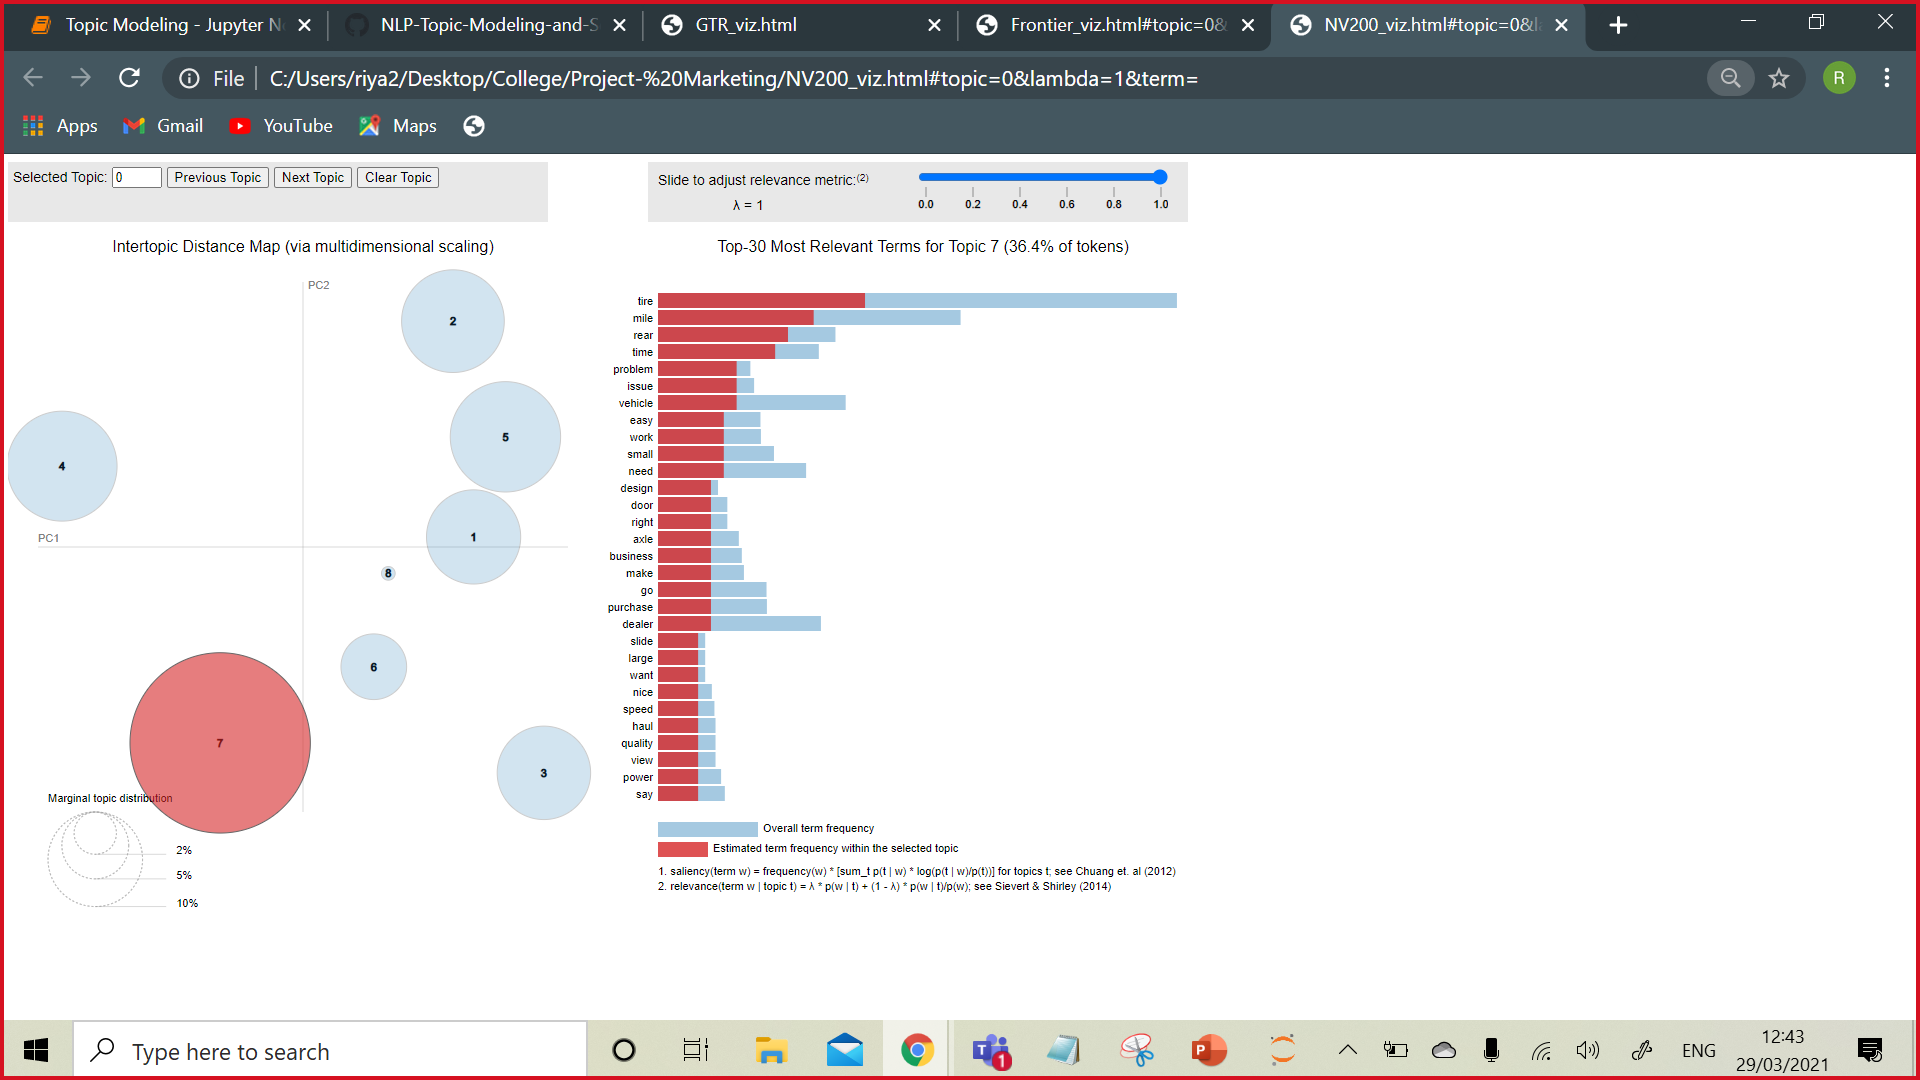 Topic Modeling - Jupyter N
NLP-Topic-Modeling-and-S
GTR_viz.html
Frontier_viz.html#topic=0&
NV200_viz.html#topic=0&l
File
C:/Users/riya2/Desktop/College/Project-%20Marketing/NV200_viz.html#topic=0&lambda=1&term=
R
Apps
Gmail
YouTube
Maps
Selected Topic: 0 Previous Topic Next Topic Clear Topic
Slide to adjust relevance metric:(2)
λ = 1
0.0 0.2 0.4 0.6 0.8 1.0
Intertopic Distance Map (via multidimensional scaling)
PC2
2
5
4
1
PC1
8
6
7
3
Marginal topic distribution
2%
5%
10%
Top-30 Most Relevant Terms for Topic 7 (36.4% of tokens)
tire
mile
rear
time
problem
issue
vehicle
easy
work
small
need
design
door
right
axle
business
make
go
purchase
dealer
slide
large
want
nice
speed
haul
quality
view
power
say
Overall term frequency
Estimated term frequency within the selected topic
1. saliency(term w) = frequency(w) * [sum_t p(t | w) * log(p(t | w)/p(t))] for topics t; see Chuang et. al (2012)
2. relevance(term w | topic t) = λ * p(w | t) + (1 - λ) * p(w | t)/p(w); see Sievert & Shirley (2014)
Type here to search
T
1
P
ENG
12:43
29/03/2021